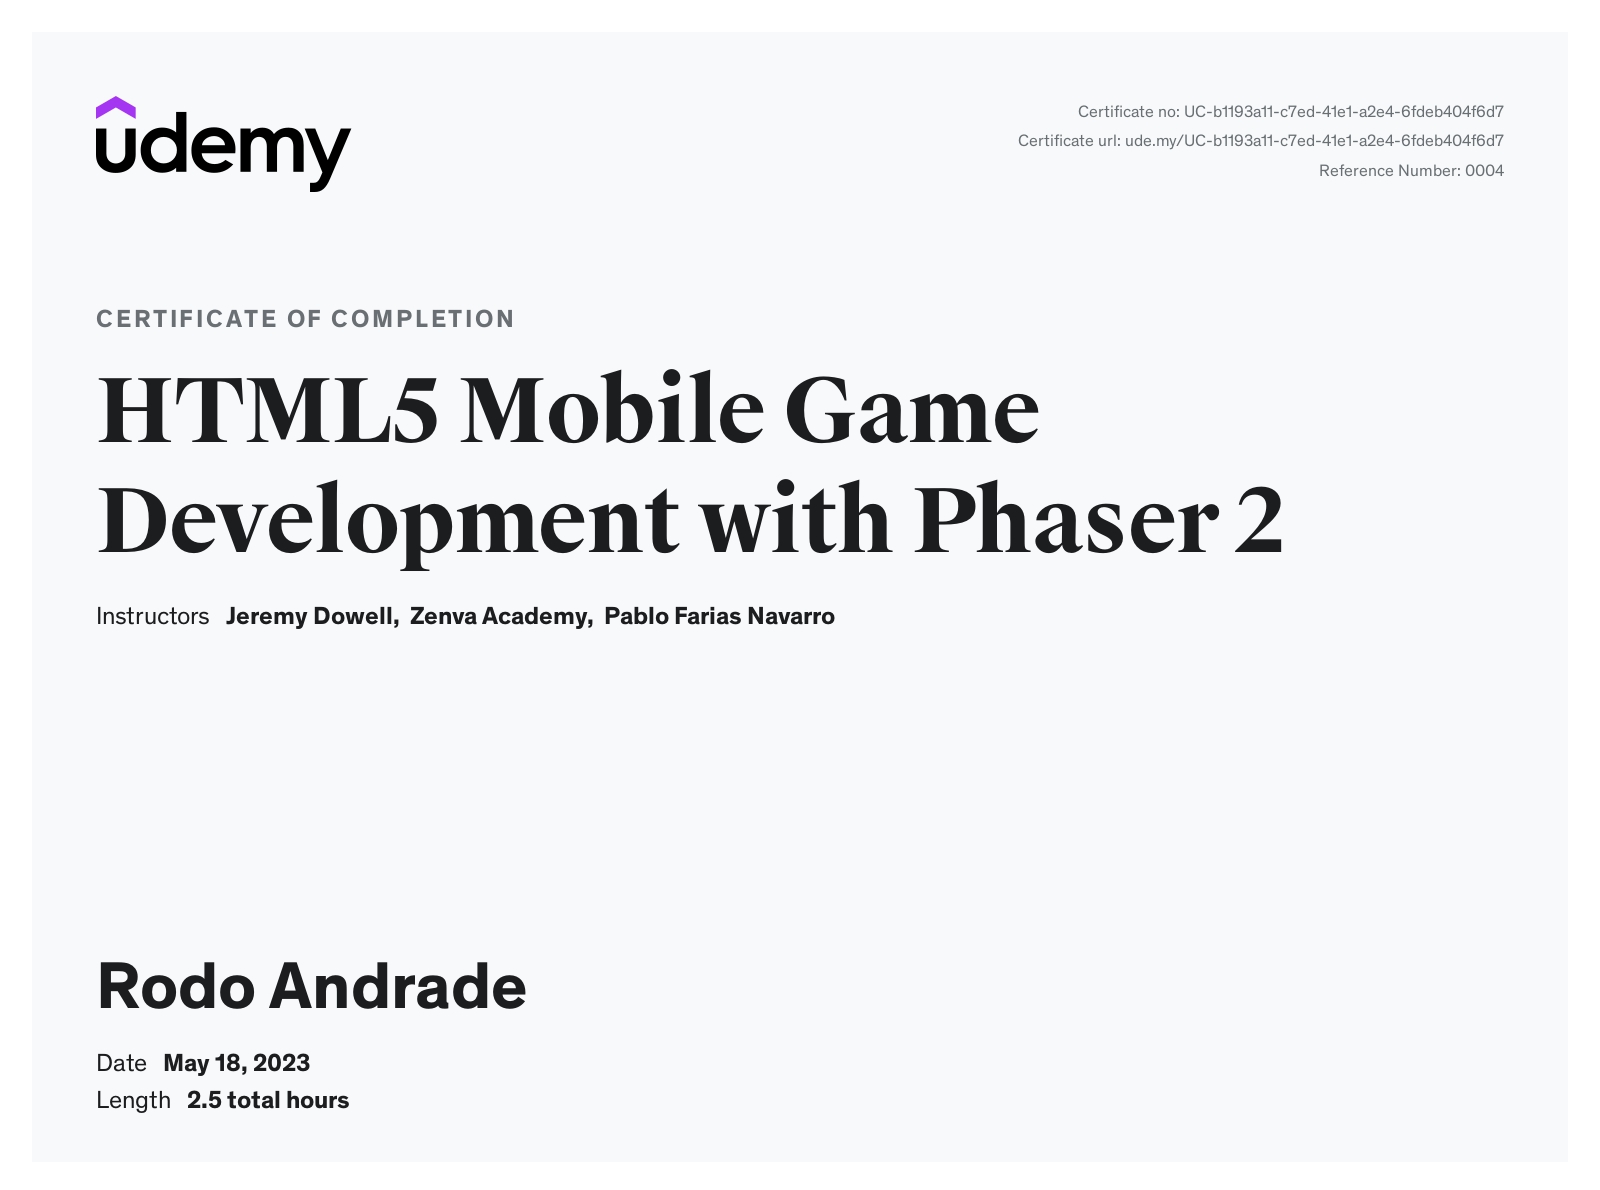 udemy
Certificate no: UC-b1193a11-c7ed-41e1-a2e4-6fdeb404f6d7
Certificate url: ude.my/UC-b1193a11-c7ed-41e1-a2e4-6fdeb404f6d7
Reference Number: 0004
CERTIFICATE OF COMPLETION
HTML5 Mobile Game
Development with Phaser 2
Instructors Jeremy Dowell, Zenva Academy, Pablo Farias Navarro
Rodo Andrade
Date May 18, 2023
Length 2.5 total hours